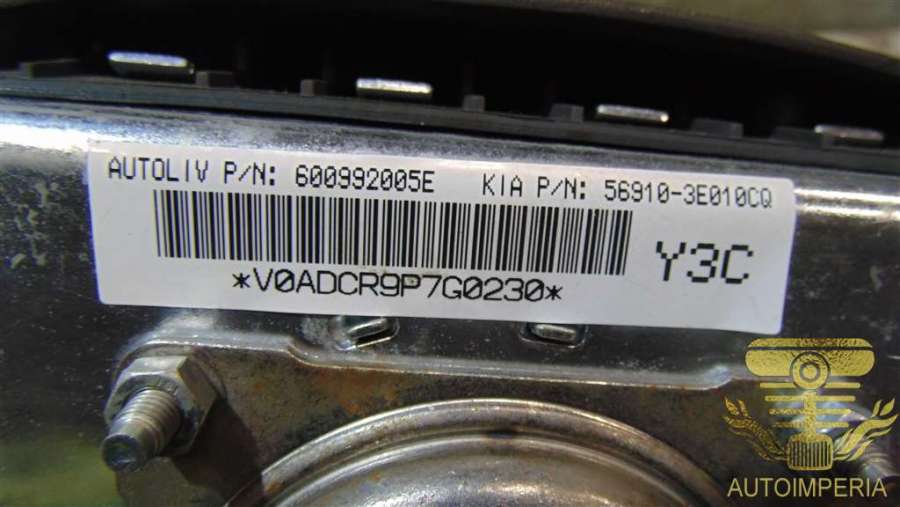 AUTOLIV P/N: 600992005E KIA P/N: 56910-3E010CQ
Y3C
*V0ADCR9P7G0230*
AUTOIMPERIA